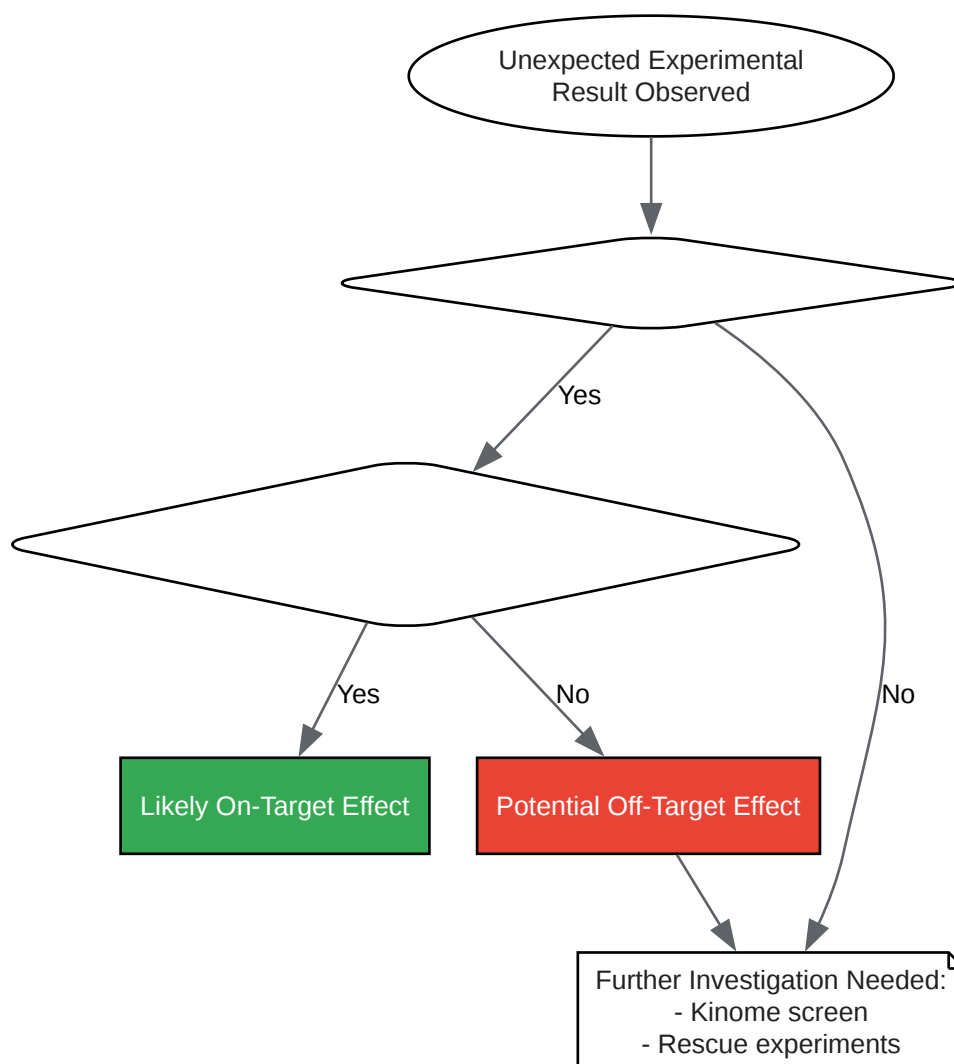 Unexpected Experimental
Result Observed
Yes
Yes
No
No
Likely On-Target Effect
Potential Off-Target Effect
Further Investigation Needed:
- Kinome screen
- Rescue experiments